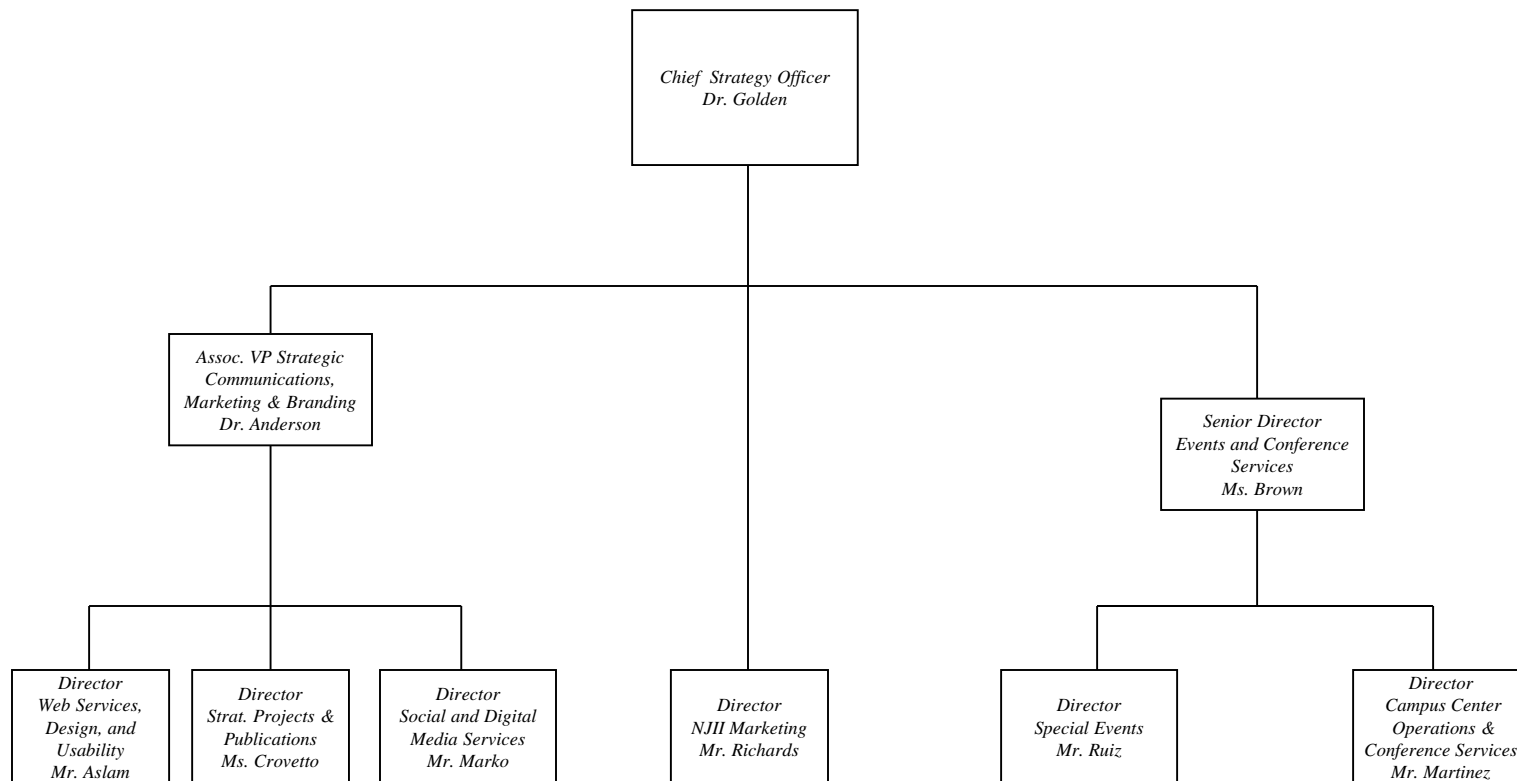 Chief Strategy Officer
Dr. Golden
Assoc. VP Strategic
Communications,
Marketing & Branding
Dr. Anderson
Senior Director
Events and Conference
Services
Ms. Brown
Director
Web Services,
Design, and
Usability
Mr. Aslam
Director
Strat. Projects &
Publications
Ms. Crovetto
Director
Social and Digital
Media Services
Mr. Marko
Director
NJII Marketing
Mr. Richards
Director
Special Events
Mr. Ruiz
Director
Campus Center
Operations &
Conference Services
Mr. Martinez